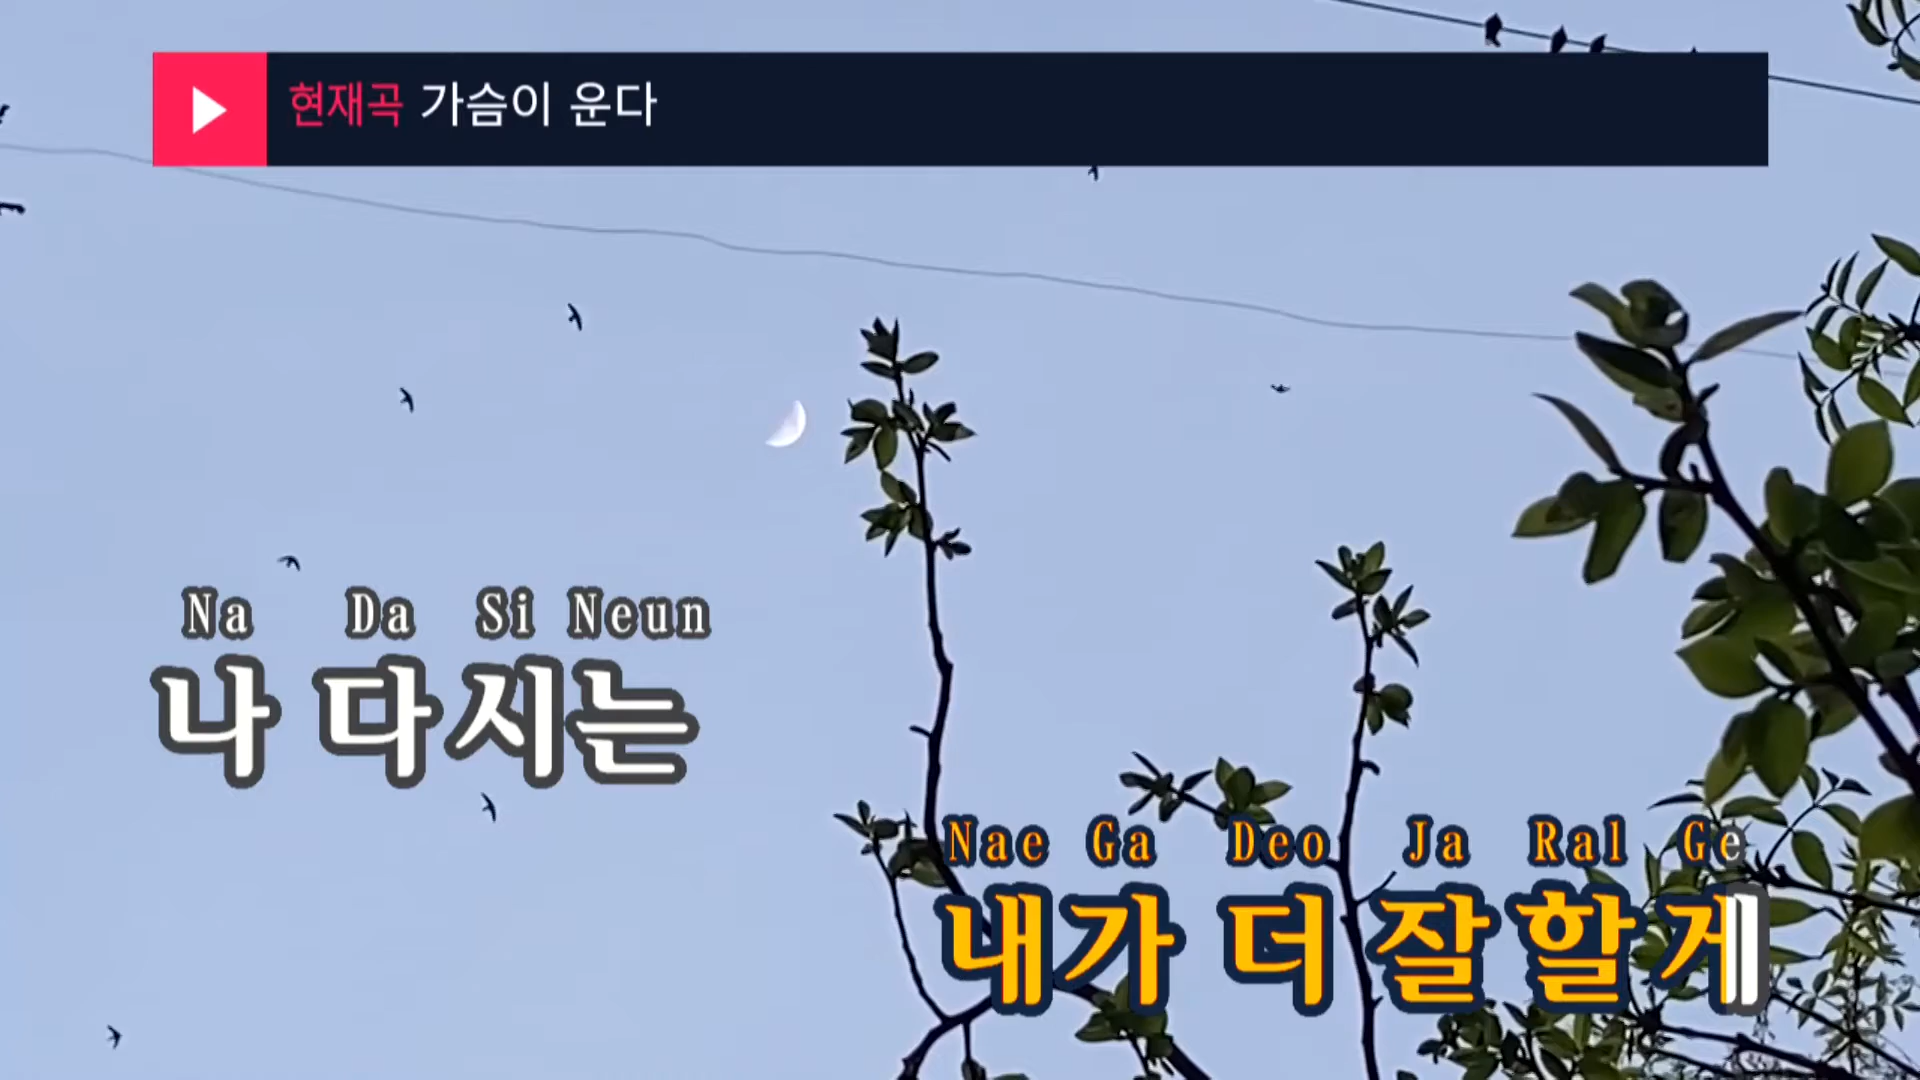 현재곡 가슴이 운다
Na Da Si Neun
나 다시는
Nae Ga Deo Ja Ral Ge
내가 더 잘할게